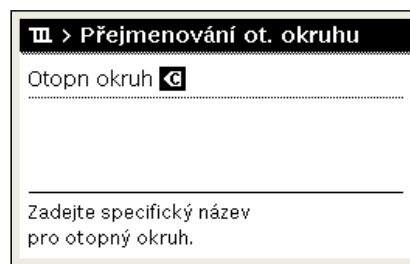 > Přejmenování ot. okruhu
Otopn okruh C
Zadejte specifický název
pro otopný okruh.